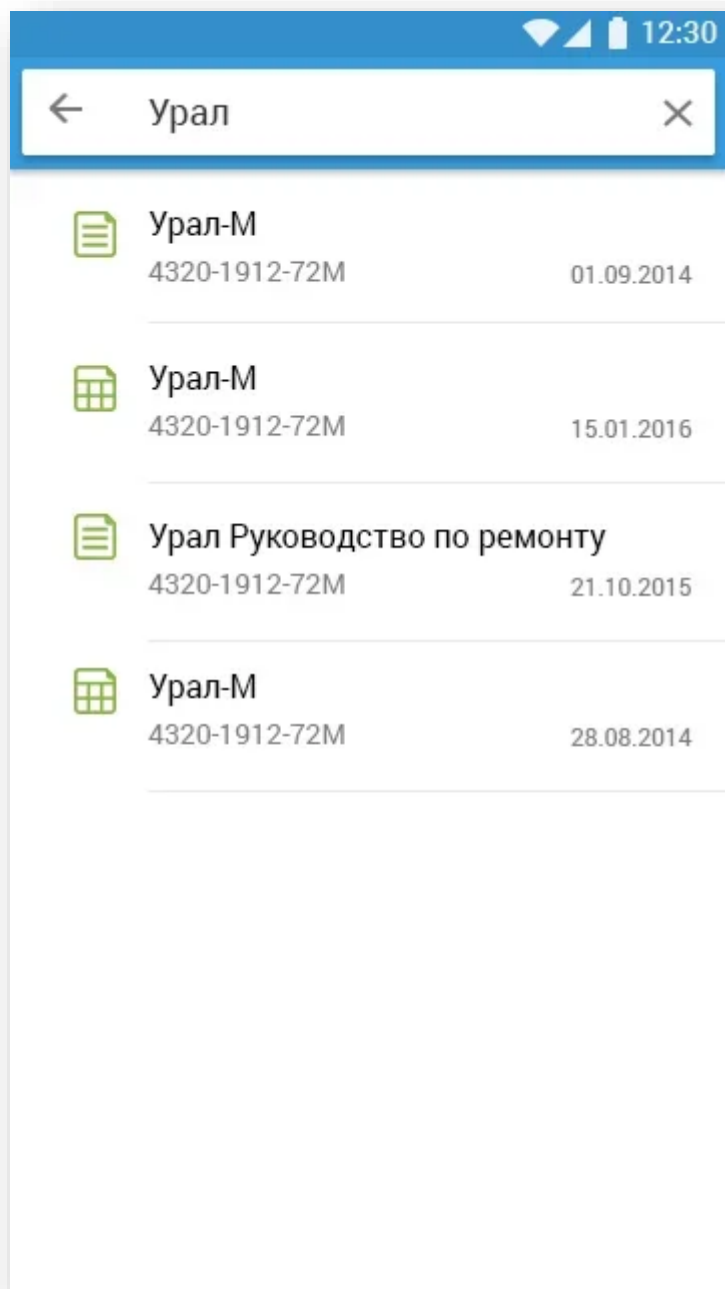 12:30
Урал
Урал-М
4320-1912-72М
01.09.2014
Урал-М
4320-1912-72М
15.01.2016
Урал Руководство по ремонту
4320-1912-72М
21.10.2015
Урал-М
4320-1912-72М
28.08.2014